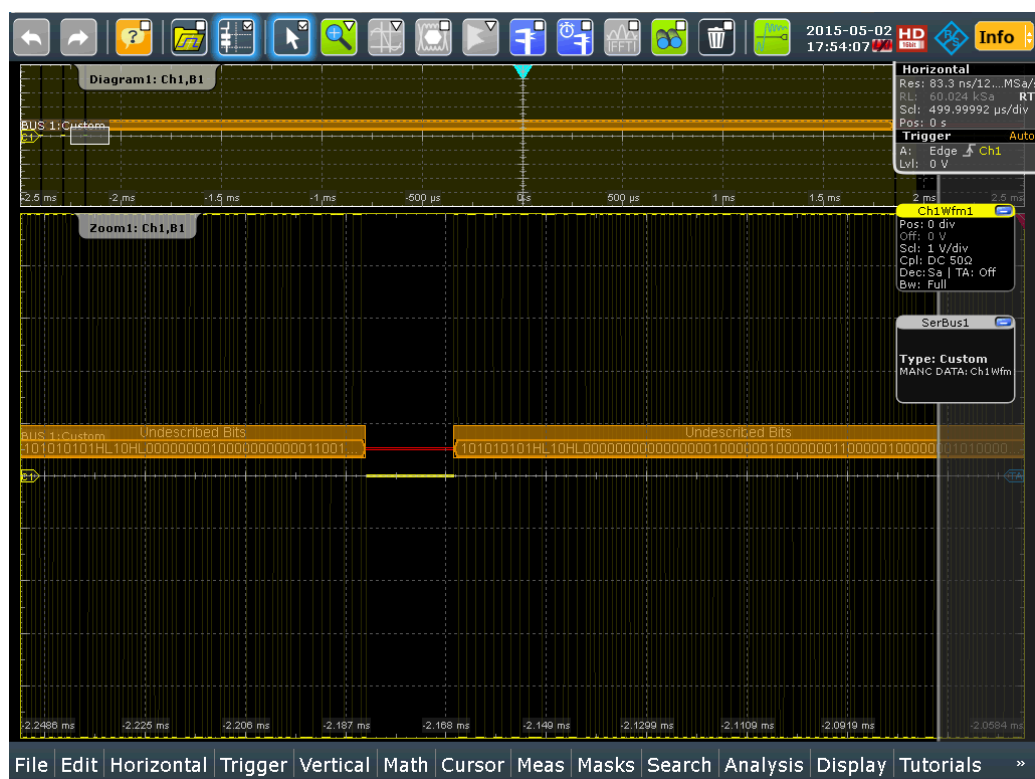 2015-05-02
17:54:07
HD
16bit
Info
Diagram1: Ch1,B1
Horizontal
Res: 83.3 ns/12....MSa/s
RL: 60.024 kSa RT
Scl: 499.99992 µs/div
Pos: 0 s
Trigger Auto
A: Edge Ch1
Lvl: 0 V
BUS 1:Custom
C1
-2.5 ms -2 ms -1.5 ms -1 ms -500 µs 0 s 500 µs 1 ms 1.5 ms 2 ms 2.5 ms
Zoom1: Ch1,B1
Ch1Wfm1
Pos: 0 div
Off: 0 V
Scl: 1 V/div
Cpl: DC 50Ω
Dec: Sa | TA: Off
Bw: Full
SerBus1
Type: Custom
MANC DATA: Ch1Wfm
BUS 1:Custom Undescribed Bits Undescribed Bits
C1 TA
-2.2486 ms -2.225 ms -2.206 ms -2.187 ms -2.168 ms -2.149 ms -2.1299 ms -2.1109 ms -2.0919 ms -2.0584 ms
File Edit Horizontal Trigger Vertical Math Cursor Meas Masks Search Analysis Display Tutorials »